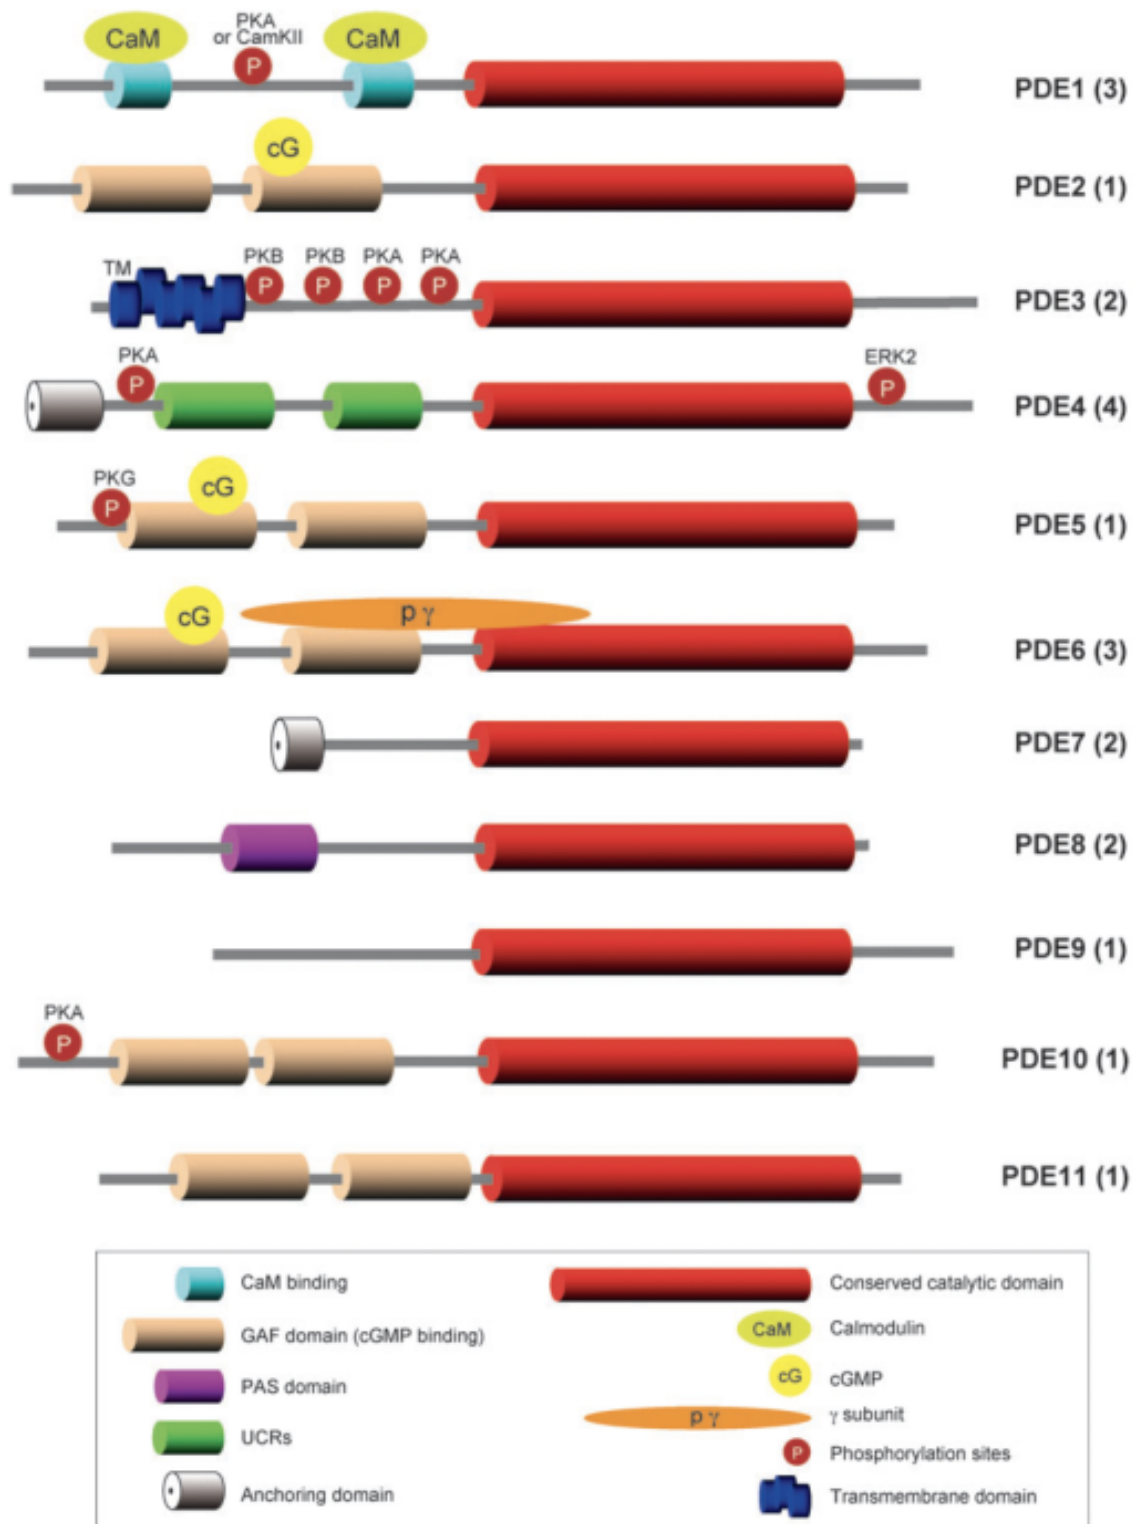 PKA
or CamKII
CaM
CaM
P
PDE1 (3)
cG
PDE2 (1)
TM
PKB
PKB
PKA
PKA
P
P
P
P
PDE3 (2)
PKA
P
ERK2
P
PDE4 (4)
PKG
P
cG
PDE5 (1)
cG
p γ
PDE6 (3)
PDE7 (2)
PDE8 (2)
PDE9 (1)
PKA
P
PDE10 (1)
PDE11 (1)
CaM binding
GAF domain (cGMP binding)
PAS domain
UCRs
Anchoring domain
Conserved catalytic domain
CaM
Calmodulin
cG
cGMP
p γ
γ subunit
P
Phosphorylation sites
Transmembrane domain